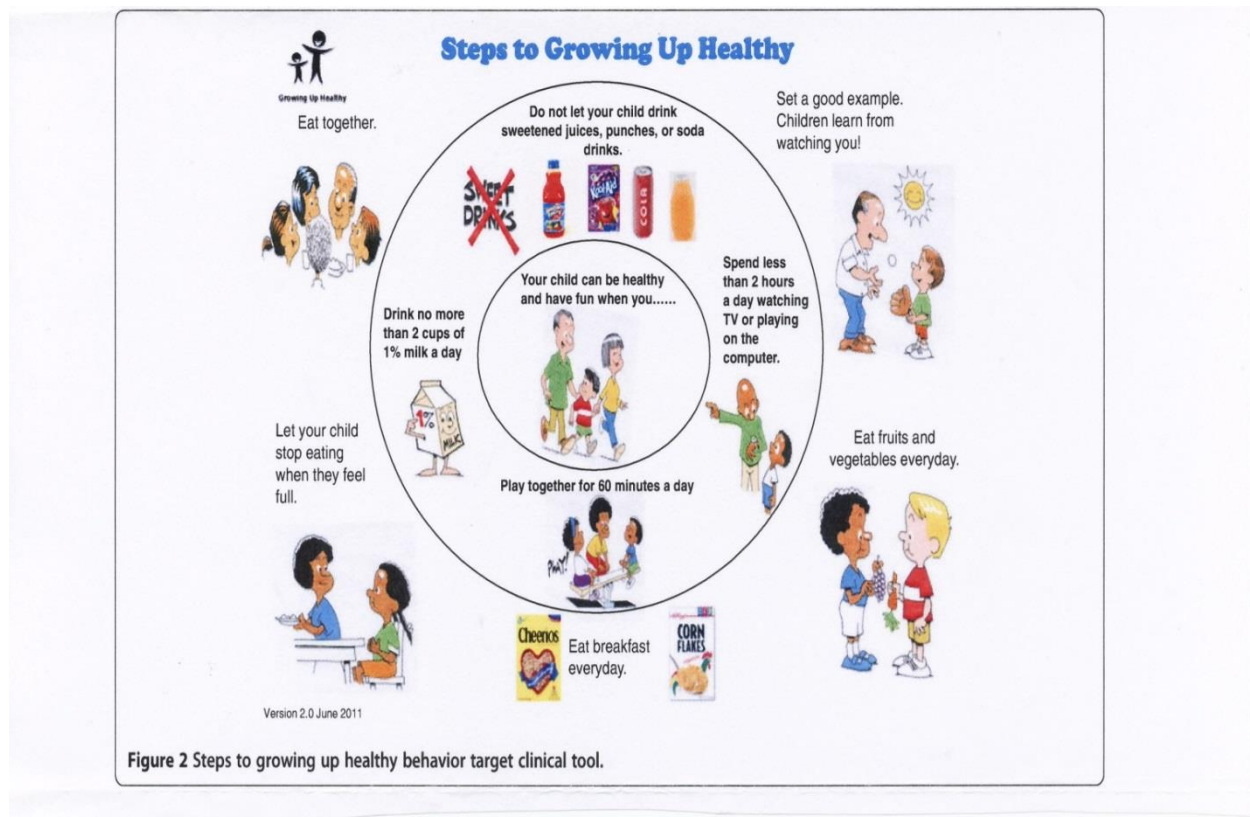 Steps to Growing Up Healthy
Growing Up Healthy
Eat together.
Do not let your child drink
sweetened juices, punches, or soda
drinks.
SWEET
DRINKS
Kool-Aid
COLA
Set a good example.
Children learn from
watching you!
Your child can be healthy
and have fun when you......
Spend less
than 2 hours
a day watching
TV or playing
on the
computer.
Drink no more
than 2 cups of
1% milk a day
1%
MILK
Let your child
stop eating
when they feel
full.
Eat fruits and
vegetables everyday.
Play together for 60 minutes a day
PLAY!
Cheerios
Eat breakfast
everyday.
CORN
FLAKES
Version 2.0 June 2011
Figure 2 Steps to growing up healthy behavior target clinical tool.